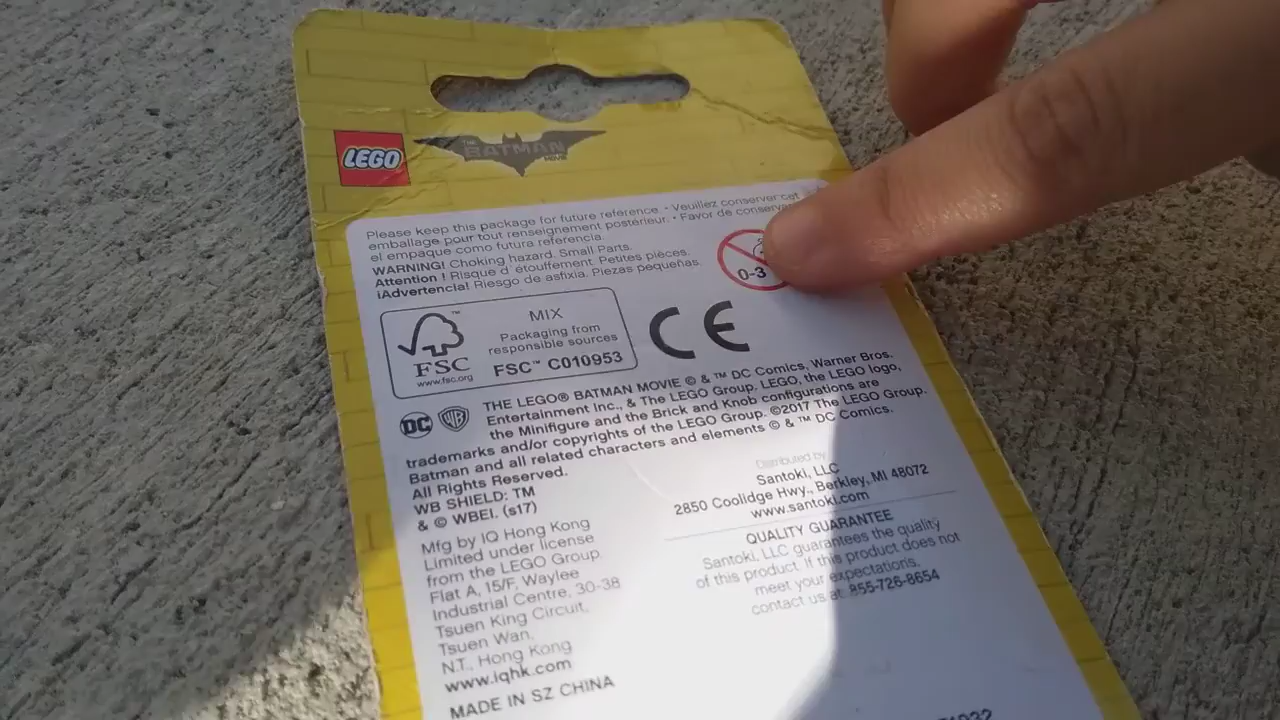 LEGO
THE
BATMAN
MOVIE
Please keep this package for future reference. • Veuillez conserver cet
emballage pour tout renseignement postérieur. • Favor de conservar
el empaque como futura referencia.
WARNING! Choking hazard. Small Parts.
Attention ! Risque d'étouffement. Petites pièces.
¡Advertencia! Riesgo de asfixia. Piezas pequeñas.
0-3
FSC™
www.fsc.org
MIX
Packaging from
responsible sources
FSC™ C010953
CE
DC
WB
THE LEGO® BATMAN MOVIE © & ™ DC Comics, Warner Bros.
Entertainment Inc., & The LEGO Group. LEGO, the LEGO logo,
the Minifigure and the Brick and Knob configurations are
trademarks and/or copyrights of the LEGO Group. ©2017 The LEGO Group.
Batman and all related characters and elements © & ™ DC Comics.
All Rights Reserved.
WB SHIELD: TM
& © WBEI. (s17)
Mfg by IQ Hong Kong
Limited under license
from the LEGO Group.
Flat A, 15/F, Waylee
Industrial Centre, 30-38
Tsuen King Circuit,
Tsuen Wan,
N.T., Hong Kong
www.iqhk.com
MADE IN SZ CHINA
Distributed by
Santoki, LLC
2850 Coolidge Hwy., Berkley, MI 48072
www.santoki.com
QUALITY GUARANTEE
Santoki, LLC guarantees the quality
of this product. If this product does not
meet your expectations,
contact us at: 855-726-8654